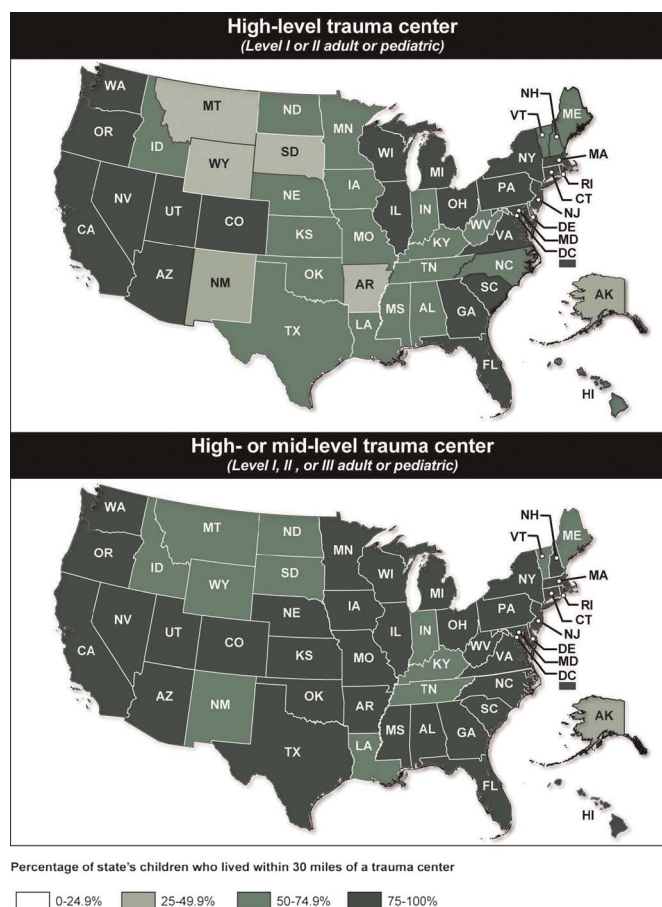 High-level trauma center
(Level I or II adult or pediatric)
WA
OR
CA
NV
ID
MT
WY
UT
AZ
CO
NM
ND
SD
NE
KS
OK
TX
MN
IA
MO
AR
LA
WI
IL
MI
IN
OH
KY
TN
MS
AL
GA
FL
SC
NC
VA
WV
PA
NY
VT
NH
ME
MA
RI
CT
NJ
DE
MD
DC
AK
HI
High- or mid-level trauma center
(Level I, II , or III adult or pediatric)
WA
OR
CA
NV
ID
MT
WY
UT
AZ
CO
NM
ND
SD
NE
KS
OK
TX
MN
IA
MO
AR
LA
WI
IL
MI
IN
OH
KY
TN
MS
AL
GA
FL
SC
NC
VA
WV
PA
NY
VT
NH
ME
MA
RI
CT
NJ
DE
MD
DC
AK
HI
Percentage of state's children who lived within 30 miles of a trauma center
0-24.9% 25-49.9% 50-74.9% 75-100%